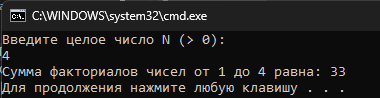 C:\WINDOWS\system32\cmd.exe
Введите целое число N (> 0):
4
Сумма факториалов чисел от 1 до 4 равна: 33
Для продолжения нажмите любую клавишу . . .